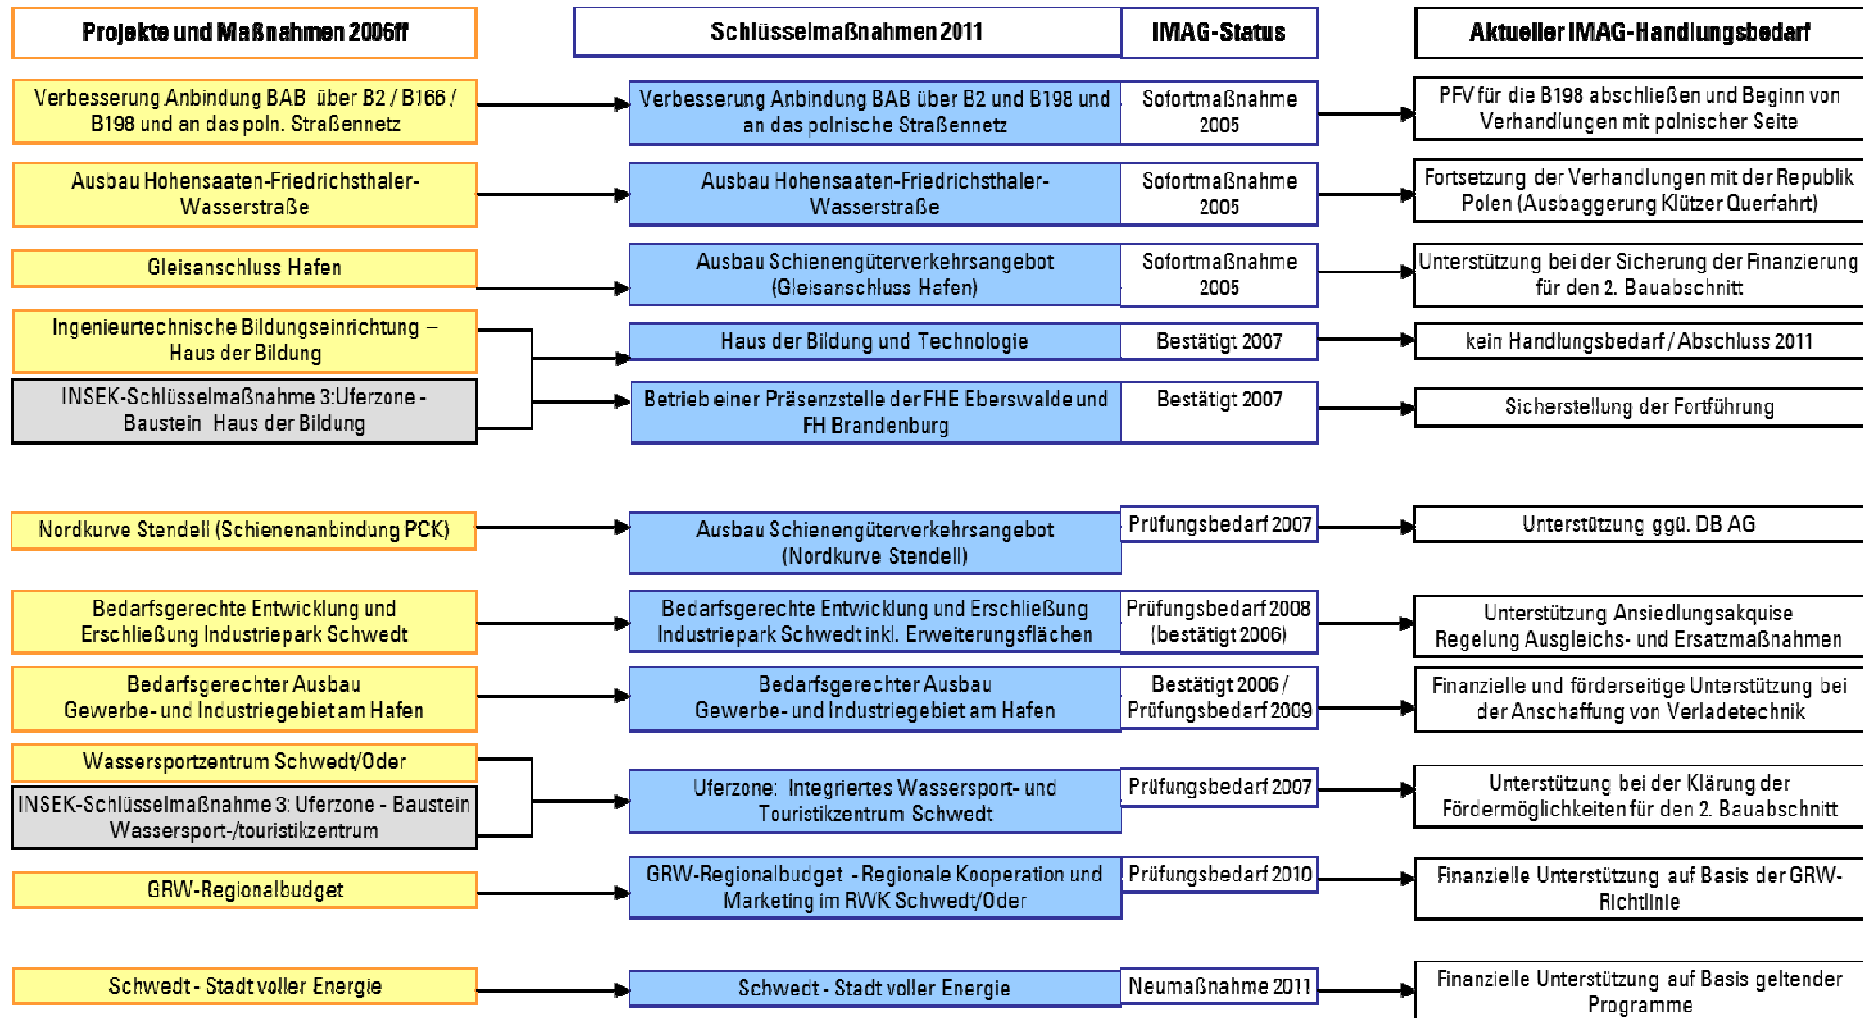 Projekte und Maßnahmen 2006ff
Schlüsselmaßnahmen 2011
IMAG-Status
Aktueller IMAG-Handlungsbedarf
Verbesserung Anbindung BAB über B2 / B166 /
B198 und an das poln. Straßennetz
Verbesserung Anbindung BAB über B2 und B198 und
an das polnische Straßennetz
Sofortmaßnahme
2005
PFV für die B198 abschließen und Beginn von
Verhandlungen mit polnischer Seite
Ausbau Hohensaaten-Friedrichsthaler-
Wasserstraße
Ausbau Hohensaaten-Friedrichsthaler-
Wasserstraße
Sofortmaßnahme
2005
Fortsetzung der Verhandlungen mit der Republik
Polen (Ausbaggerung Klützer Querfahrt)
Gleisanschluss Hafen
Ausbau Schienengüterverkehrsangebot
(Gleisanschluss Hafen)
Sofortmaßnahme
2005
Unterstützung bei der Sicherung der Finanzierung
für den 2. Bauabschnitt
Ingenieurtechnische Bildungseinrichtung –
Haus der Bildung
Haus der Bildung und Technologie
Bestätigt 2007
kein Handlungsbedarf / Abschluss 2011
INSEK-Schlüsselmaßnahme 3:Uferzone -
Baustein Haus der Bildung
Betrieb einer Präsenzstelle der FHE Eberswalde und
FH Brandenburg
Bestätigt 2007
Sicherstellung der Fortführung
Nordkurve Stendell (Schienenanbindung PCK)
Ausbau Schienengüterverkehrsangebot
(Nordkurve Stendell)
Prüfungsbedarf 2007
Unterstützung ggü. DB AG
Bedarfsgerechte Entwicklung und
Erschließung Industriepark Schwedt
Bedarfsgerechte Entwicklung und Erschließung
Industriepark Schwedt inkl. Erweiterungsflächen
Prüfungsbedarf 2008
(bestätigt 2006)
Unterstützung Ansiedlungsakquise
Regelung Ausgleichs- und Ersatzmaßnahmen
Bedarfsgerechter Ausbau
Gewerbe- und Industriegebiet am Hafen
Bedarfsgerechter Ausbau
Gewerbe- und Industriegebiet am Hafen
Bestätigt 2006 /
Prüfungsbedarf 2009
Finanzielle und förderseitige Unterstützung bei
der Anschaffung von Verladetechnik
Wassersportzentrum Schwedt/Oder
INSEK-Schlüsselmaßnahme 3: Uferzone - Baustein
Wassersport-/touristikzentrum
Uferzone: Integriertes Wassersport- und
Touristikzentrum Schwedt
Prüfungsbedarf 2007
Unterstützung bei der Klärung der
Fördermöglichkeiten für den 2. Bauabschnitt
GRW-Regionalbudget
GRW-Regionalbudget - Regionale Kooperation und
Marketing im RWK Schwedt/Oder
Prüfungsbedarf 2010
Finanzielle Unterstützung auf Basis der GRW-
Richtlinie
Schwedt - Stadt voller Energie
Schwedt - Stadt voller Energie
Neumaßnahme 2011
Finanzielle Unterstützung auf Basis geltender
Programme